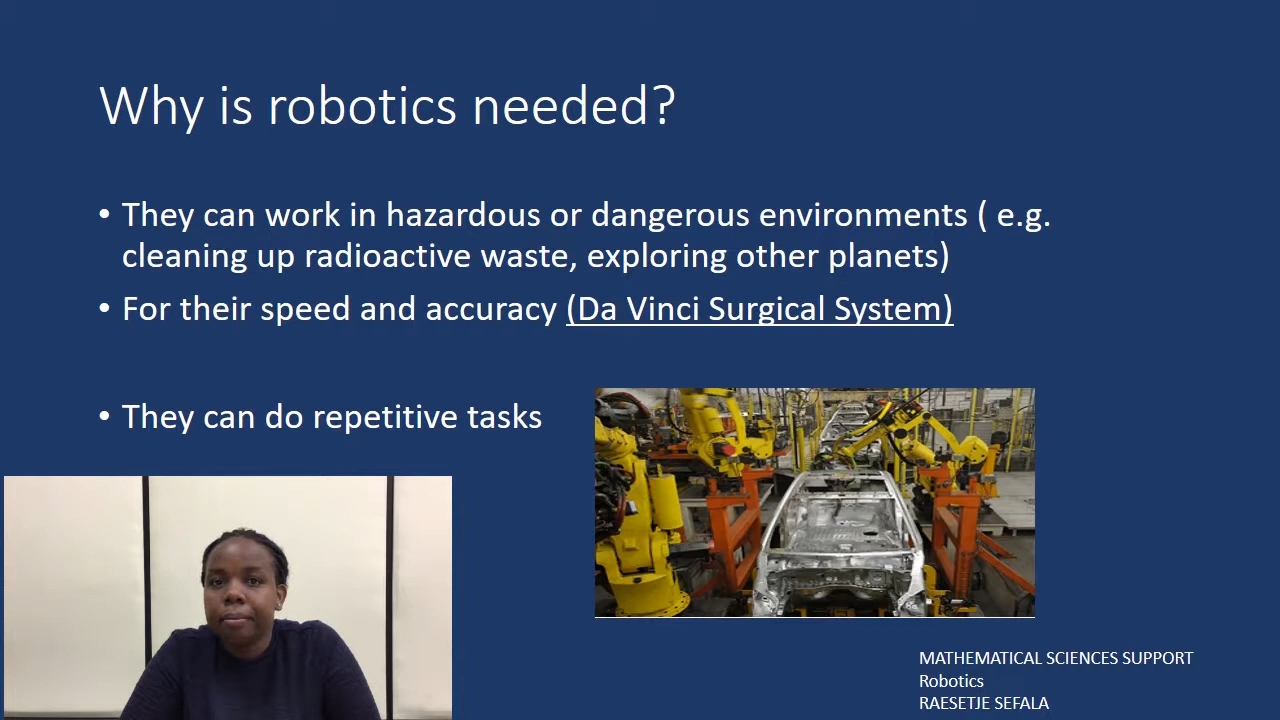 Why is robotics needed?
• They can work in hazardous or dangerous environments ( e.g.
cleaning up radioactive waste, exploring other planets)
• For their speed and accuracy (Da Vinci Surgical System)
• They can do repetitive tasks
MATHEMATICAL SCIENCES SUPPORT
Robotics
RAESETJE SEFALA